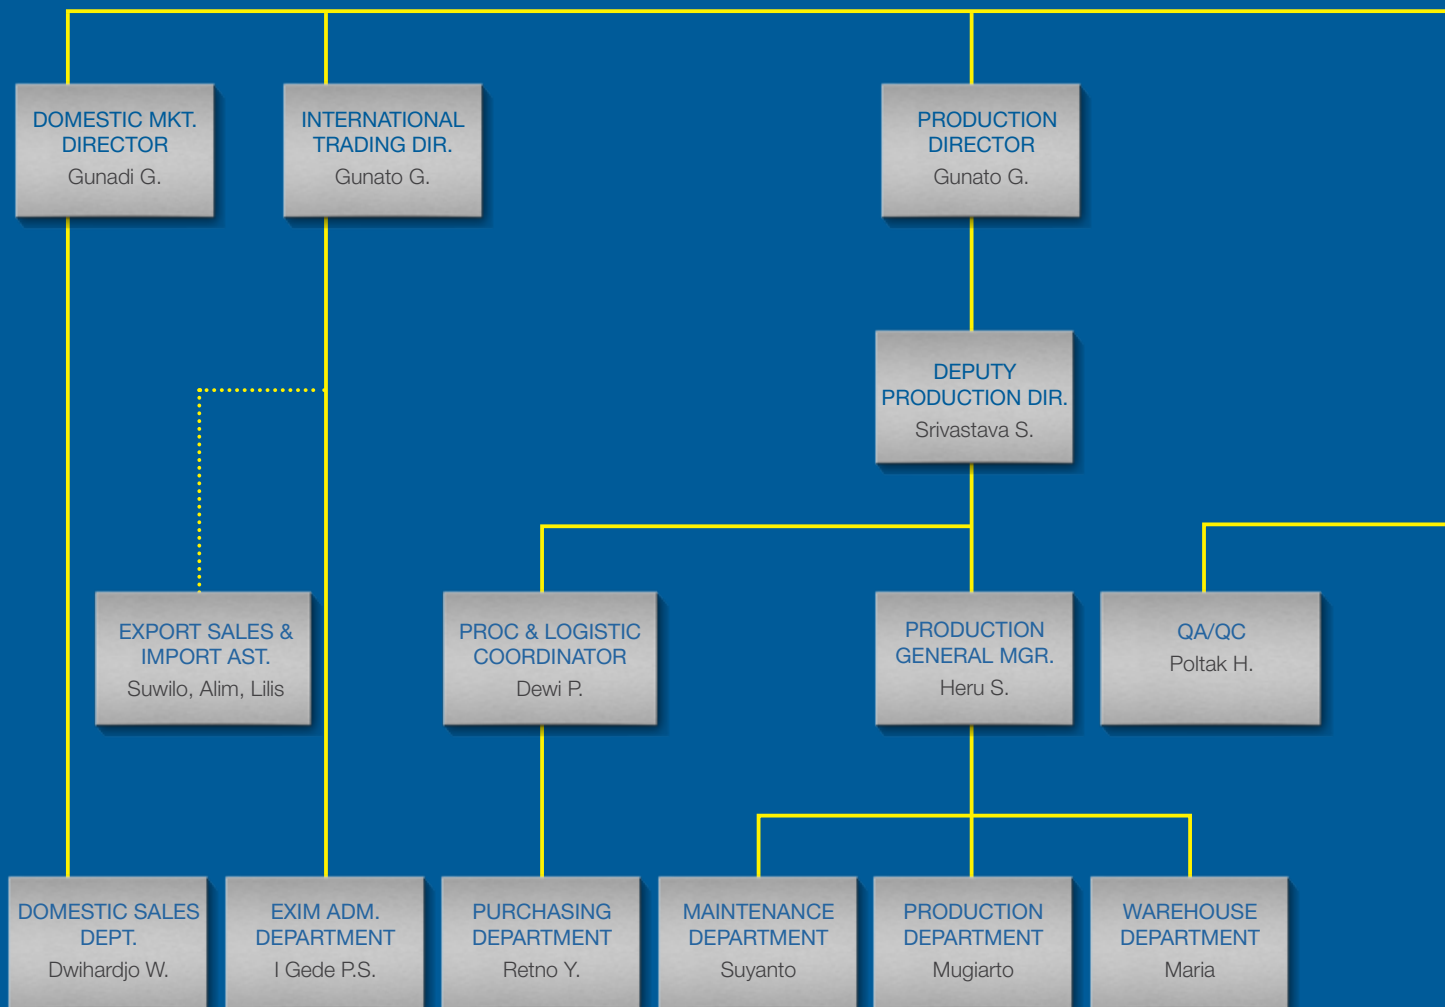 DOMESTIC MKT.
DIRECTOR
Gunadi G.
INTERNATIONAL
TRADING DIR.
Gunato G.
PRODUCTION
DIRECTOR
Gunato G.
DEPUTY
PRODUCTION DIR.
Srivastava S.
EXPORT SALES &
IMPORT AST.
Suwilo, Alim, Lilis
PROC & LOGISTIC
COORDINATOR
Dewi P.
PRODUCTION
GENERAL MGR.
Heru S.
QA/QC
Poltak H.
DOMESTIC SALES
DEPT.
Dwihardjo W.
EXIM ADM.
DEPARTMENT
I Gede P.S.
PURCHASING
DEPARTMENT
Retno Y.
MAINTENANCE
DEPARTMENT
Suyanto
PRODUCTION
DEPARTMENT
Mugiarto
WAREHOUSE
DEPARTMENT
Maria